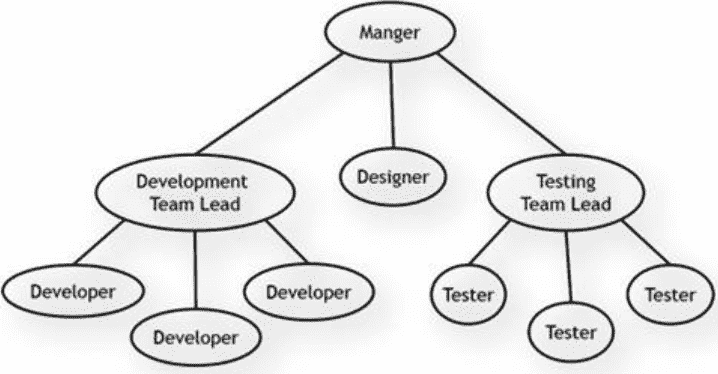 Manger
Development
Team Lead
Designer
Testing
Team Lead
Developer
Developer
Developer
Tester
Tester
Tester